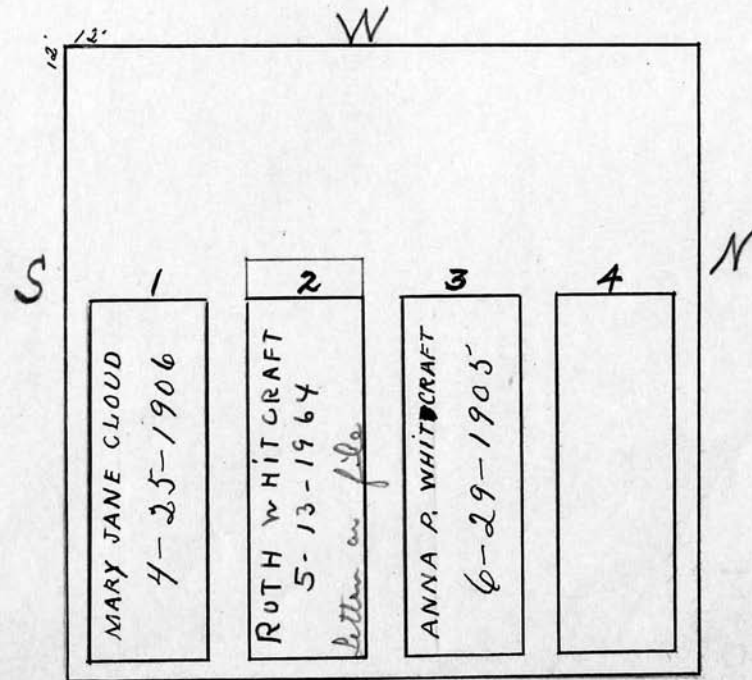 W
12'
12'
S
N
1
2
3
4
MARY JANE CLOUD
4-25-1906
RUTH WHITCRAFT
5-13-1964
letter on file
ANNA P. WHITCRAFT
6-29-1905